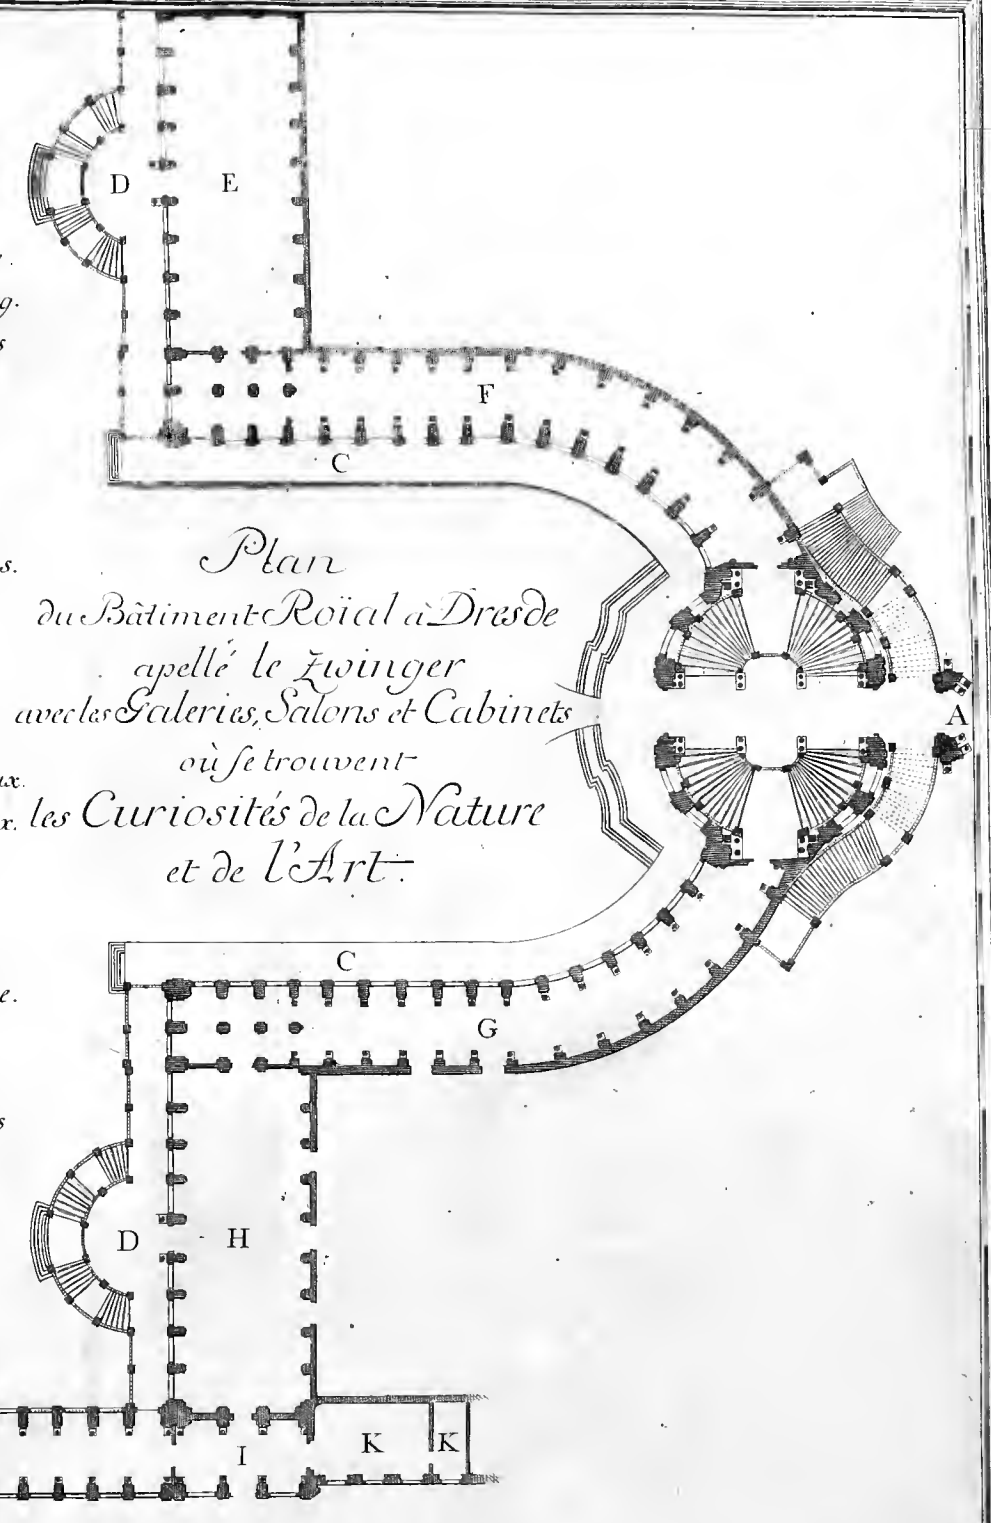 D
E
F
C
Plan
du Bâtiment Roïal à Dresde
apellé le Zwinger
avec les Galeries, Salons et Cabinets
où se trouvent
les Curiosités de la Nature
et de l'Art.
A
C
G
D
H
I
K
K